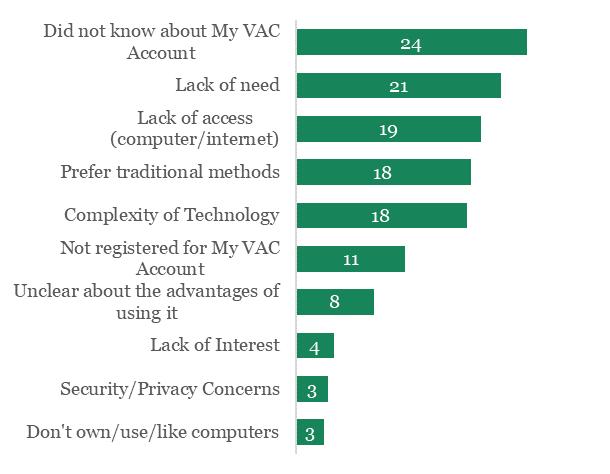 Did not know about My VAC
Account
24
Lack of need
21
Lack of access
(computer/internet)
19
Prefer traditional methods
18
Complexity of Technology
18
Not registered for My VAC
Account
11
Unclear about the advantages of
using it
8
Lack of Interest
4
Security/Privacy Concerns
3
Don't own/use/like computers
3